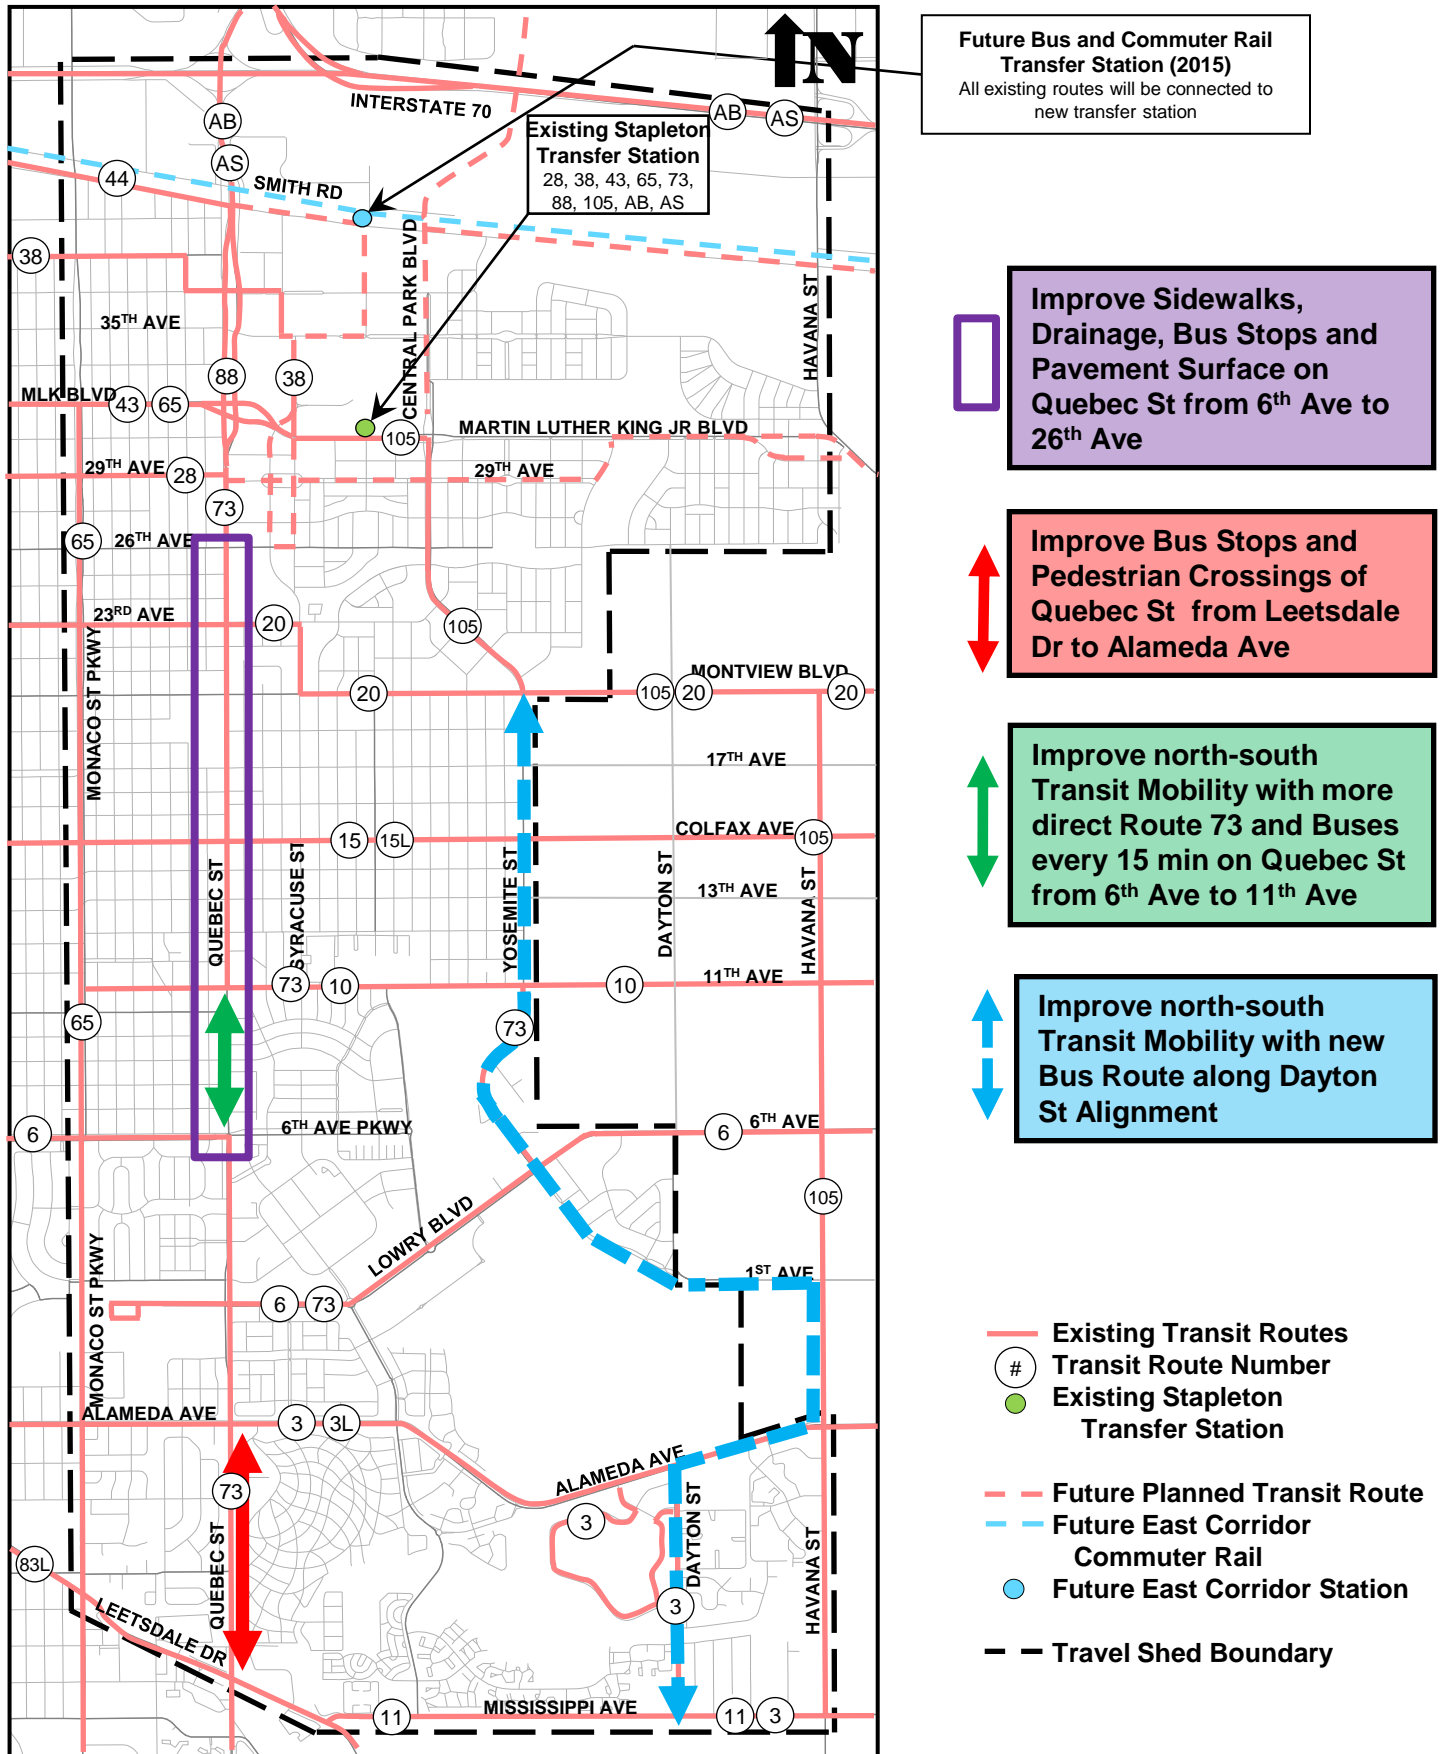 N
Future Bus and Commuter Rail
Transfer Station (2015)
All existing routes will be connected to
new transfer station
INTERSTATE 70
AB
AS
AB
AS
Existing Stapleton
Transfer Station
28, 38, 43, 65, 73,
88, 105, AB, AS
44
SMITH RD
38
CENTRAL PARK BLVD
HAVANA ST
35TH AVE
88
38
MLK BLVD
43
65
105
MARTIN LUTHER KING JR BLVD
29TH AVE
28
29TH AVE
73
65
26TH AVE
23RD AVE
20
105
MONACO ST PKWY
MONTVIEW BLVD
20
105
20
20
17TH AVE
COLFAX AVE
15
15L
105
QUEBEC ST
SYRACUSE ST
YOSEMITE ST
DAYTON ST
HAVANA ST
13TH AVE
11TH AVE
73
10
10
65
73
6
6TH AVE PKWY
6
6TH AVE
105
LOWRY BLVD
MONACO ST PKWY
1ST AVE
6
73
ALAMEDA AVE
3
3L
ALAMEDA AVE
73
3
DAYTON ST
HAVANA ST
QUEBEC ST
83L
LEETSDALE DR
3
11
MISSISSIPPI AVE
11
3
Improve Sidewalks,
Drainage, Bus Stops and
Pavement Surface on
Quebec St from 6th Ave to
26th Ave
Improve Bus Stops and
Pedestrian Crossings of
Quebec St from Leetsdale
Dr to Alameda Ave
Improve north-south
Transit Mobility with more
direct Route 73 and Buses
every 15 min on Quebec St
from 6th Ave to 11th Ave
Improve north-south
Transit Mobility with new
Bus Route along Dayton
St Alignment
Existing Transit Routes
# Transit Route Number
Existing Stapleton
Transfer Station
Future Planned Transit Route
Future East Corridor
Commuter Rail
Future East Corridor Station
Travel Shed Boundary